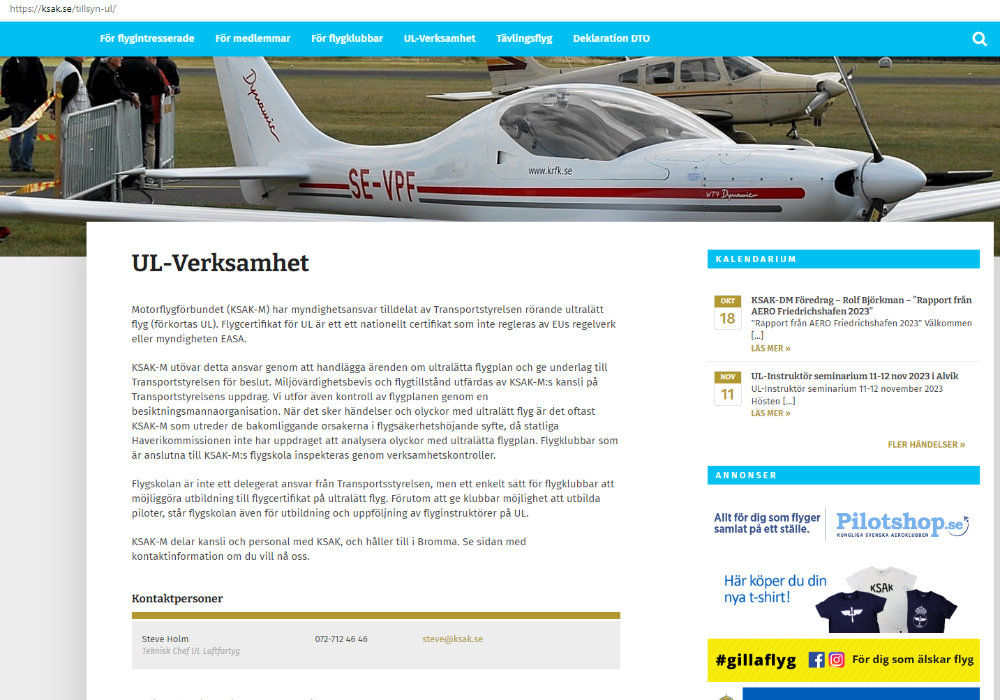 https://ksak.se/tillsyn-ul/
För flygintresserade För medlemmar För flygklubbar UL-Verksamhet Tävlingsflyg Deklaration DTO
Dynamic
www.krfk.se
SE-VPF
WT9 Dynamic
UL-Verksamhet
Motorflygförbundet (KSAK-M) har myndighetsansvar tilldelat av Transportstyrelsen rörande ultralätt
flyg (förkortas UL). Flygcertifikat för UL är ett ett nationellt certifikat som inte regleras av EUs regelverk
eller myndigheten EASA.
KSAK-M utövar detta ansvar genom att handlägga ärenden om ultralätta flygplan och ge underlag till
Transportstyrelsen för beslut. Miljövärdighetsbevis och flygtillstånd utfärdas av KSAK-M:s kansli på
Transportstyrelsens uppdrag. Vi utför även kontroll av flygplanen genom en
besiktningsmannaorganisation. När det sker händelser och olyckor med ultralätt flyg är det oftast
KSAK-M som utreder de bakomliggande orsakerna i flygsäkerhetshöjande syfte, då statliga
Haverikommissionen inte har uppdraget att analysera olyckor med ultralätta flygplan. Flygklubbar som
är anslutna till KSAK-M:s flygskola inspekteras genom verksamhetskontroller.
Flygskolan är inte ett delegerat ansvar från Transportsstyrelsen, men ett enkelt sätt för flygklubbar att
möjliggöra utbildning till flygcertifikat på ultralätt flyg. Förutom att ge klubbar möjlighet att utbilda
piloter, står flygskolan även för utbildning och uppföljning av flyginstruktörer på UL.
KSAK-M delar kansli och personal med KSAK, och håller till i Bromma. Se sidan med
kontaktinformation om du vill nå oss.
Kontaktpersoner
Steve Holm 072-712 46 46 steve@ksak.se
Teknisk Chef UL Luftfartyg
KALENDARIUM
OKT
18
KSAK-DM Föredrag – Rolf Björkman – ”Rapport från
AERO Friedrichshafen 2023”
”Rapport från AERO Friedrichshafen 2023” Välkommen
[...]
LÄS MER »
NOV
11
UL-Instruktör seminarium 11-12 nov 2023 i Alvik
UL-Instruktör seminarium 11-12 november 2023
Hösten [...]
LÄS MER »
FLER HÄNDELSER »
ANNONSER
Allt för dig som flyger
samlat på ett ställe.
Pilotshop.se
KUNGLIGA SVENSKA AEROKLUBBEN
Här köper du din
nya t-shirt!
KSAK
#gillaflyg För dig som älskar flyg